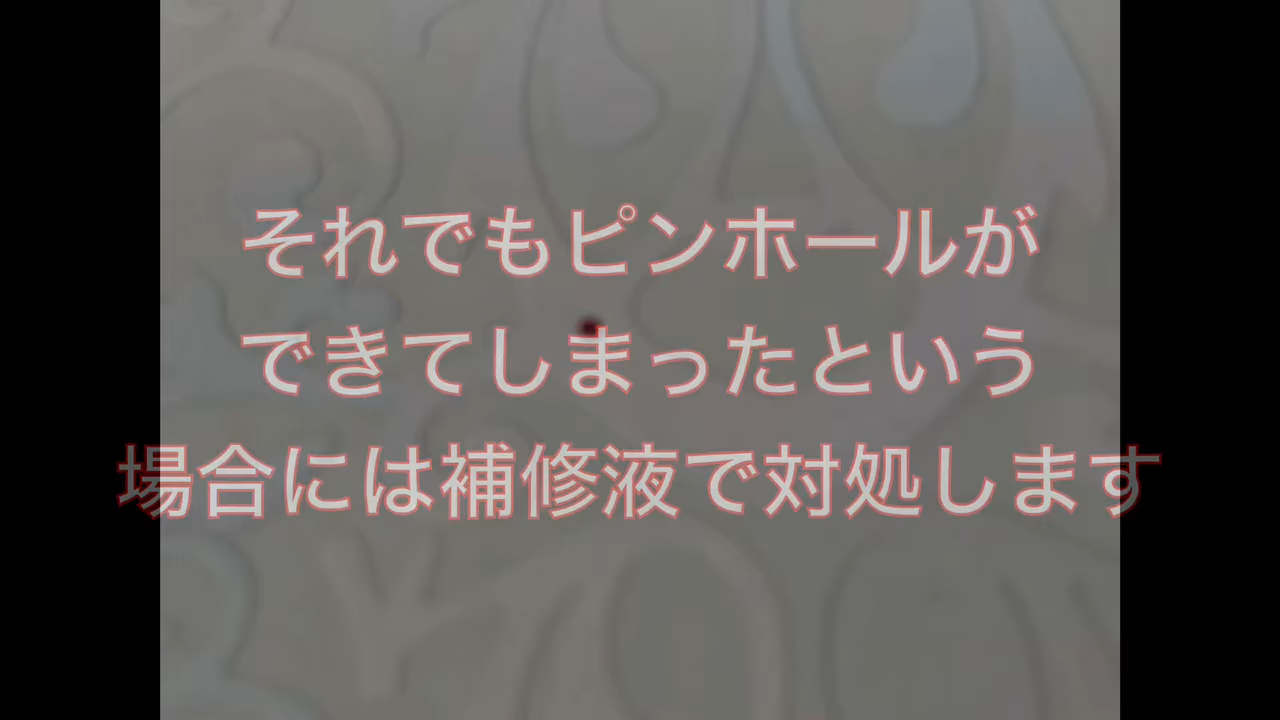 それでもピンホールが
できてしまったという
場合には補修液で対処します